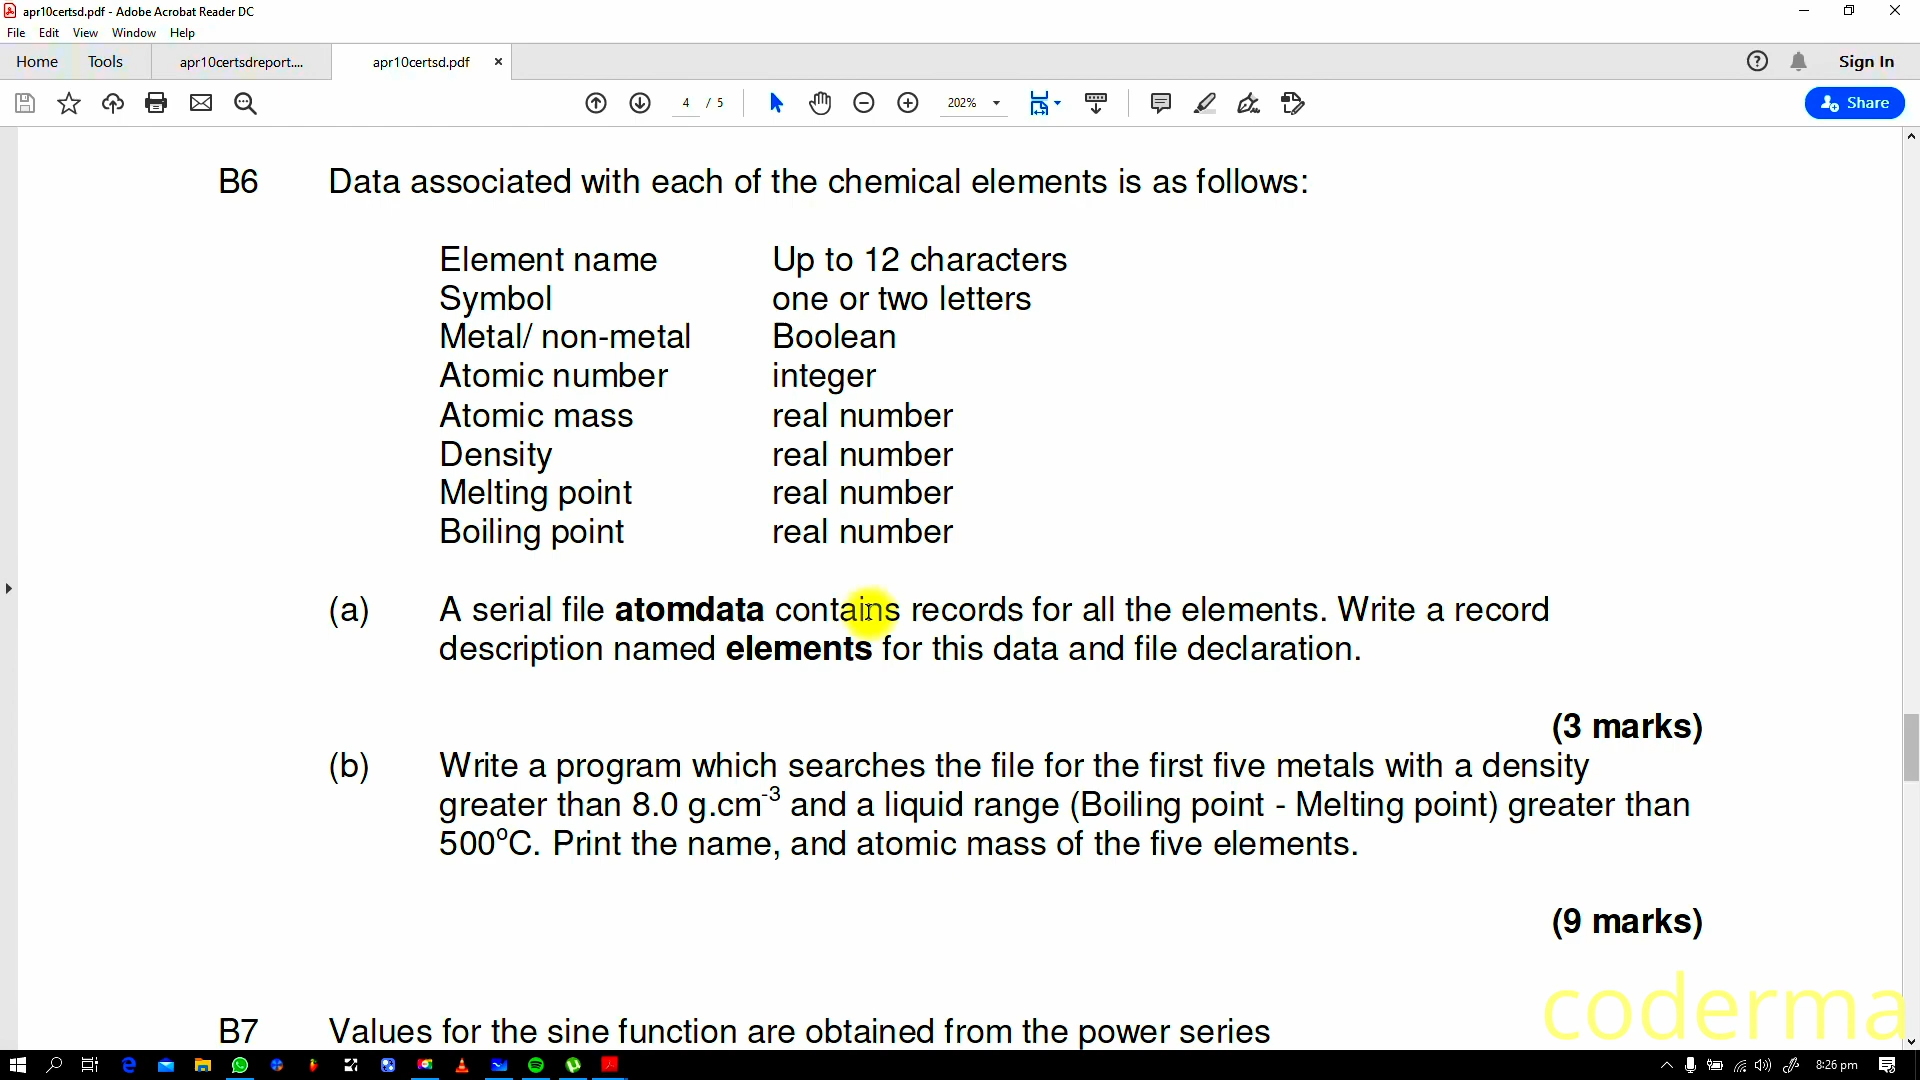 apr10certsd.pdf - Adobe Acrobat Reader DC
File Edit View Window Help
Home Tools apr10certsdreport.... apr10certsd.pdf × Sign In
4 / 5 202% Share
B6 Data associated with each of the chemical elements is as follows:
Element name Up to 12 characters
Symbol one or two letters
Metal/ non-metal Boolean
Atomic number integer
Atomic mass real number
Density real number
Melting point real number
Boiling point real number
(a) A serial file atomdata contains records for all the elements. Write a record
description named elements for this data and file declaration.
(3 marks)
(b) Write a program which searches the file for the first five metals with a density
greater than 8.0 g.cm⁻³ and a liquid range (Boiling point - Melting point) greater than
500°C. Print the name, and atomic mass of the five elements.
(9 marks)
coderma
B7 Values for the sine function are obtained from the power series
8:26 pm